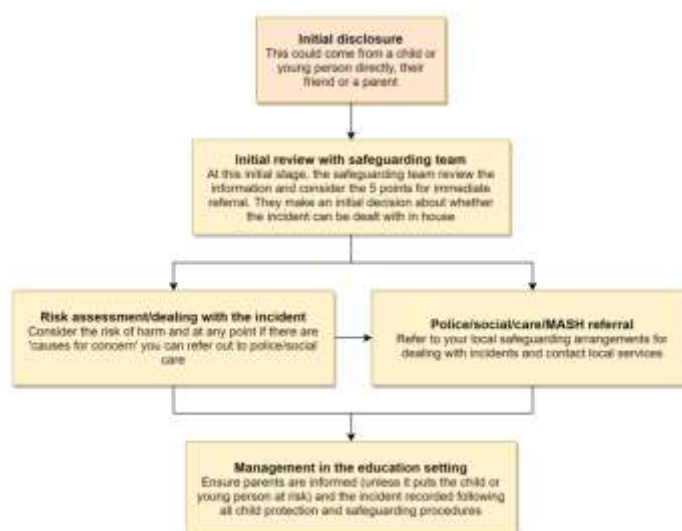 Initial disclosure
This could come from a child or
young person directly, their
friend or a parent
Initial review with safeguarding team
At this initial stage, the safeguarding team review the
information and consider the 5 points for immediate
referral. They make an initial decision about whether
the incident can be dealt with in house
Risk assessment/dealing with the incident
Consider the risk of harm and at any point if there are
'causes for concern' you can refer out to police/social
care
Police/social/care/MASH referral
Refer to your local safeguarding arrangements for
dealing with incidents and contact local services
Management in the education setting
Ensure parents are informed (unless it puts the child or
young person at risk) and the incident recorded following
all child protection and safeguarding procedures